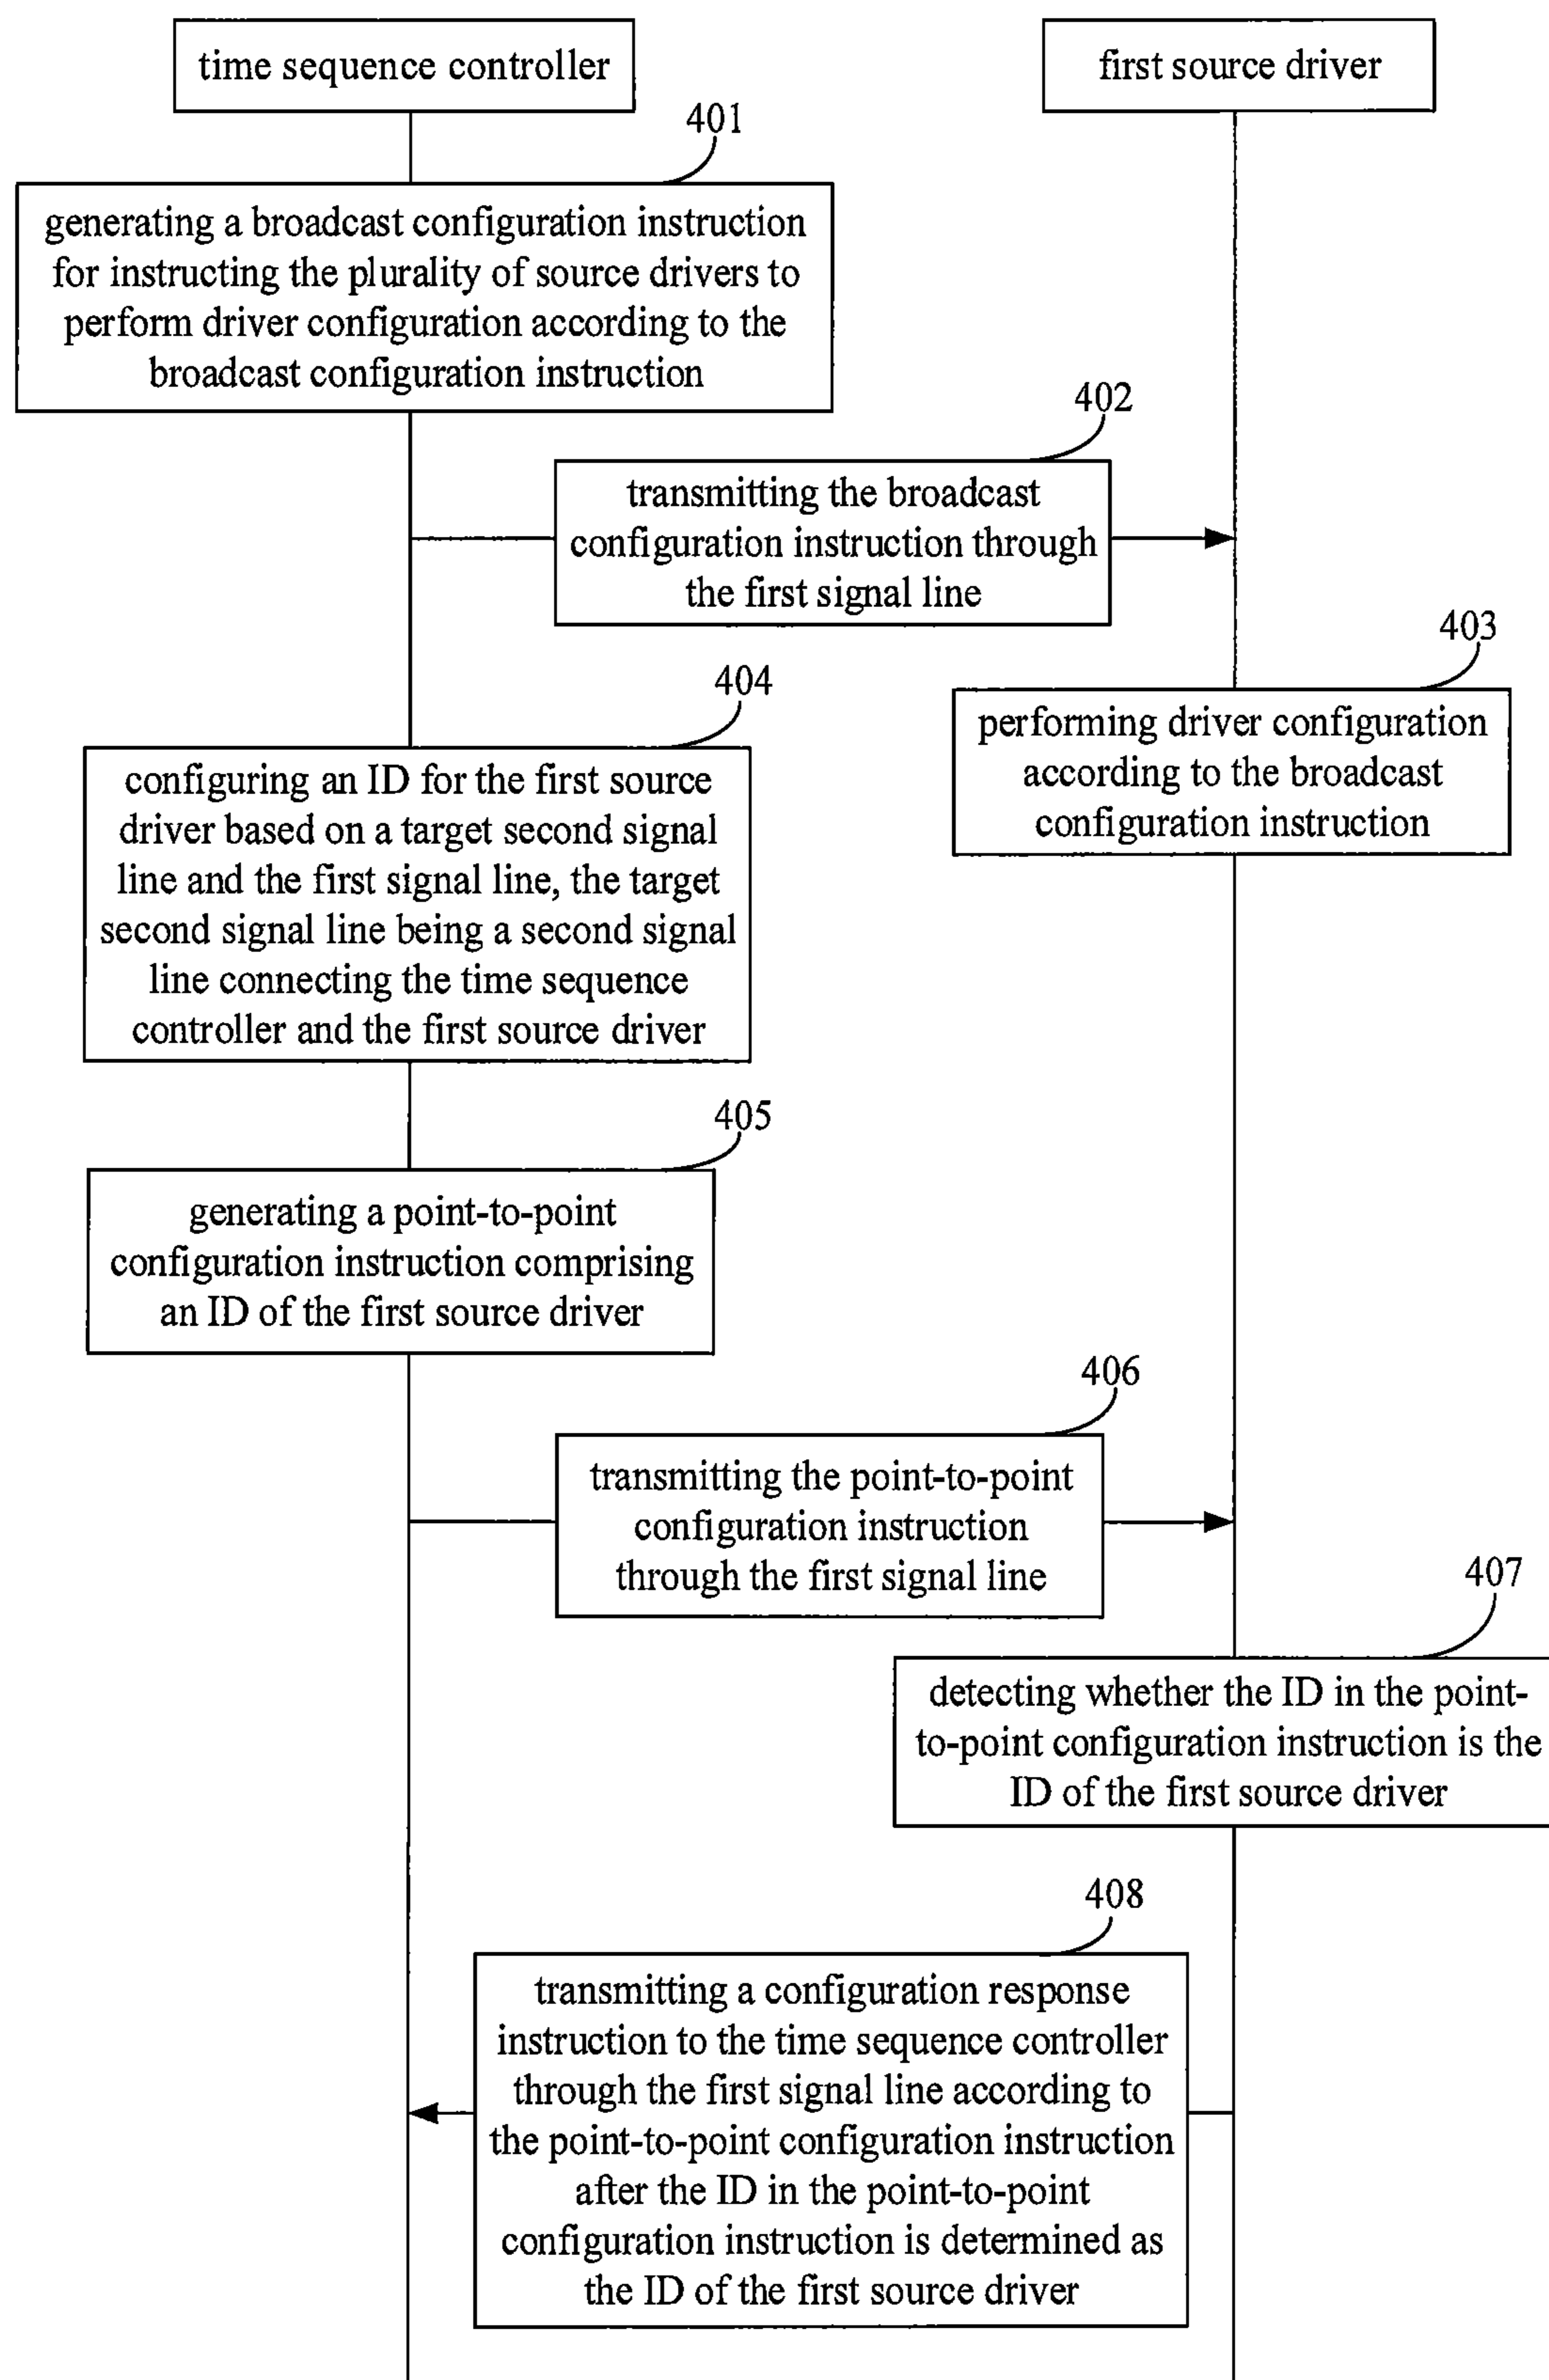 time sequence controller
first source driver
401
generating a broadcast configuration instruction
for instructing the plurality of source drivers to
perform driver configuration according to the
broadcast configuration instruction
402
transmitting the broadcast
configuration instruction through
the first signal line
403
performing driver configuration
according to the broadcast
configuration instruction
404
configuring an ID for the first source
driver based on a target second signal
line and the first signal line, the target
second signal line being a second signal
line connecting the time sequence
controller and the first source driver
405
generating a point-to-point
configuration instruction comprising
an ID of the first source driver
406
transmitting the point-to-point
configuration instruction
through the first signal line
407
detecting whether the ID in the point-
to-point configuration instruction is the
ID of the first source driver
408
transmitting a configuration response
instruction to the time sequence controller
through the first signal line according to
the point-to-point configuration instruction
after the ID in the point-to-point
configuration instruction is determined as
the ID of the first source driver